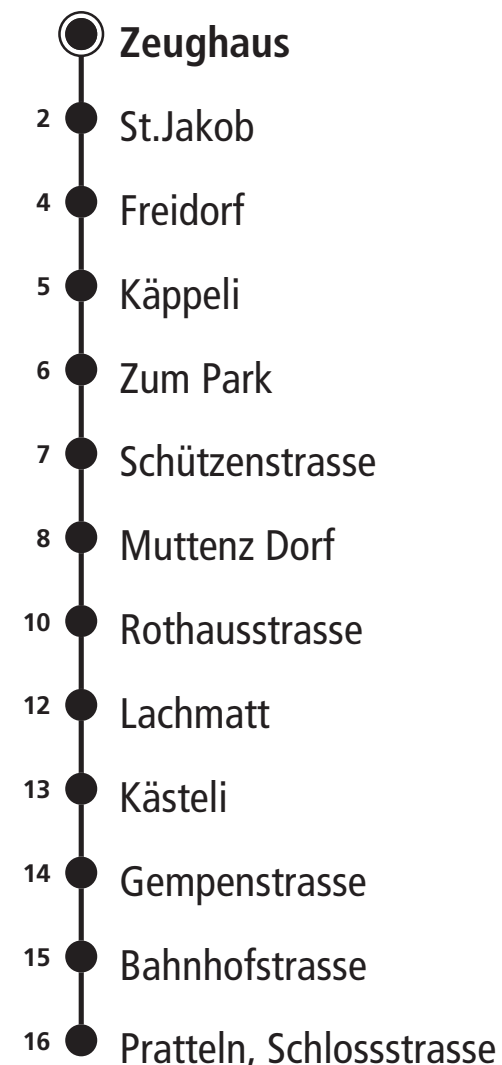 Zeughaus
2 St.Jakob
4 Freidorf
5 Käppeli
6 Zum Park
7 Schützenstrasse
8 Muttenz Dorf
10 Rothausstrasse
12 Lachmatt
13 Kästeli
14 Gempenstrasse
15 Bahnhofstrasse
16 Pratteln, Schlossstrasse